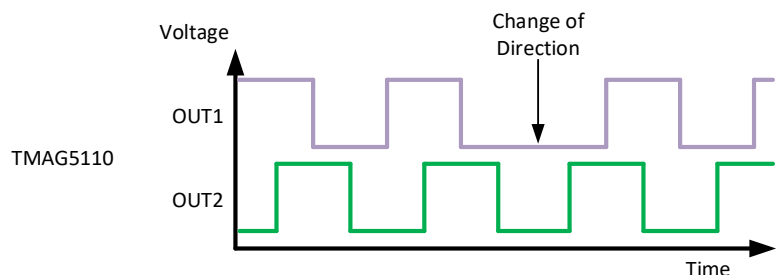 Voltage
Change of
Direction
OUT1
TMAG5110
OUT2
Time